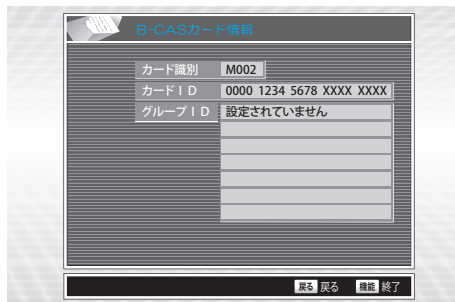 B-CASカード情報
カード識別 M002
カードＩＤ 0000 1234 5678 XXXX XXXX
グループＩＤ 設定されていません
戻る 戻る 機能 終了